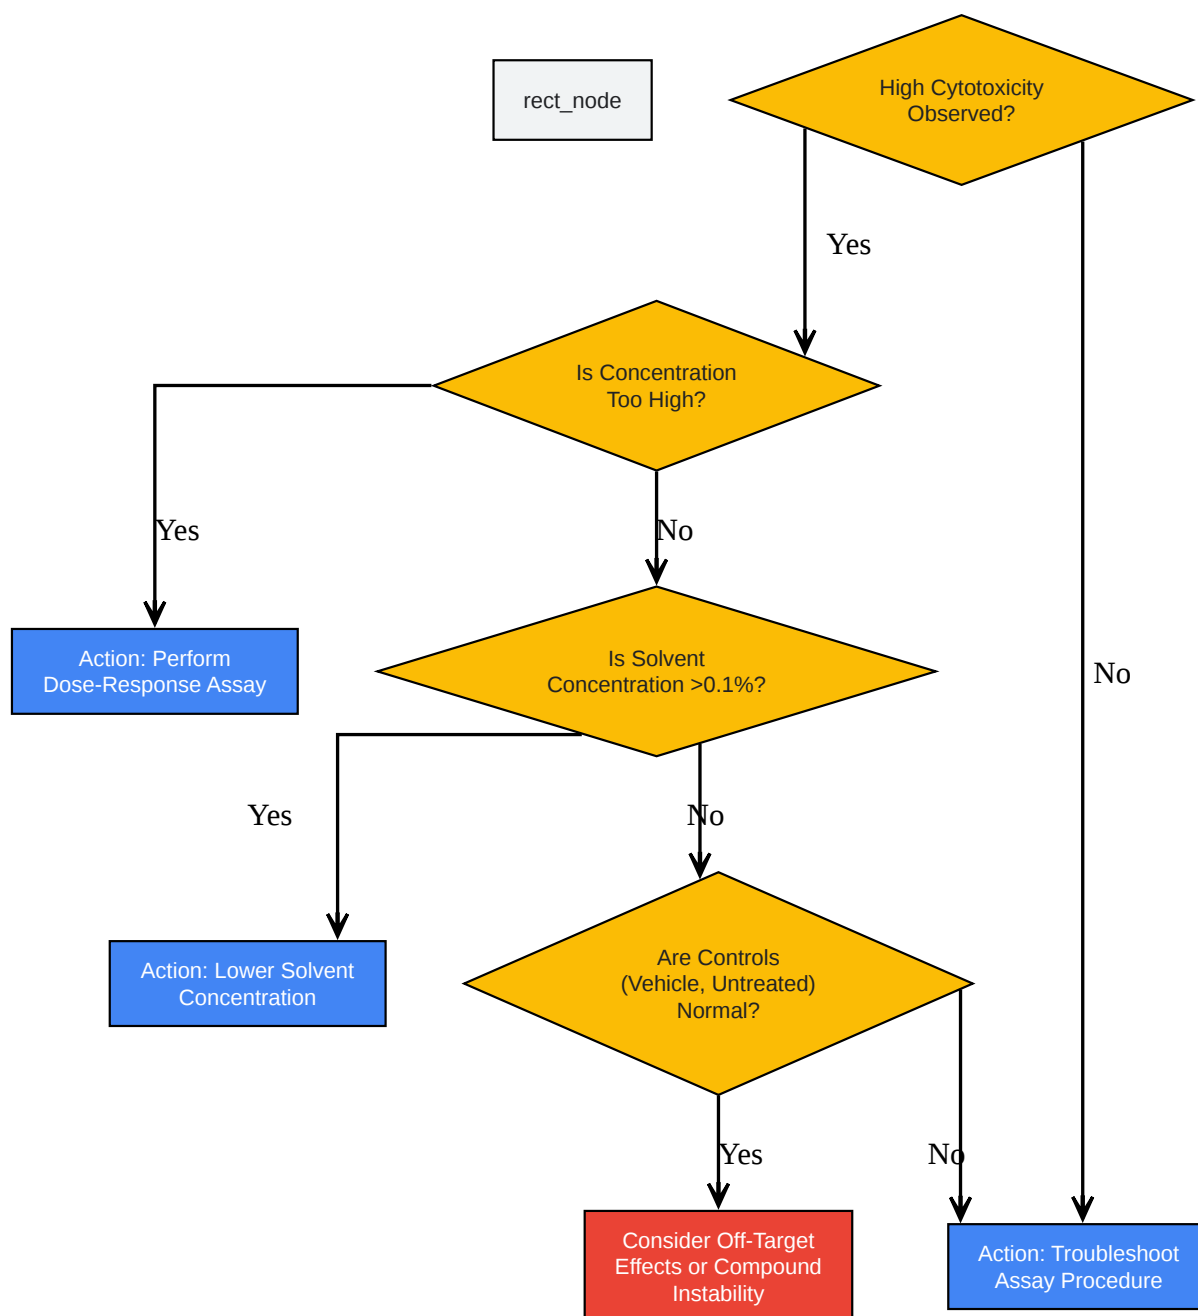 rect_node
High Cytotoxicity
Observed?
Yes
Is Concentration
Too High?
Yes
No
Action: Perform
Dose-Response Assay
Is Solvent
Concentration >0.1%?
No
Yes
No
Action: Lower Solvent
Concentration
Are Controls
(Vehicle, Untreated)
Normal?
Yes
No
Consider Off-Target
Effects or Compound
Instability
Action: Troubleshoot
Assay Procedure